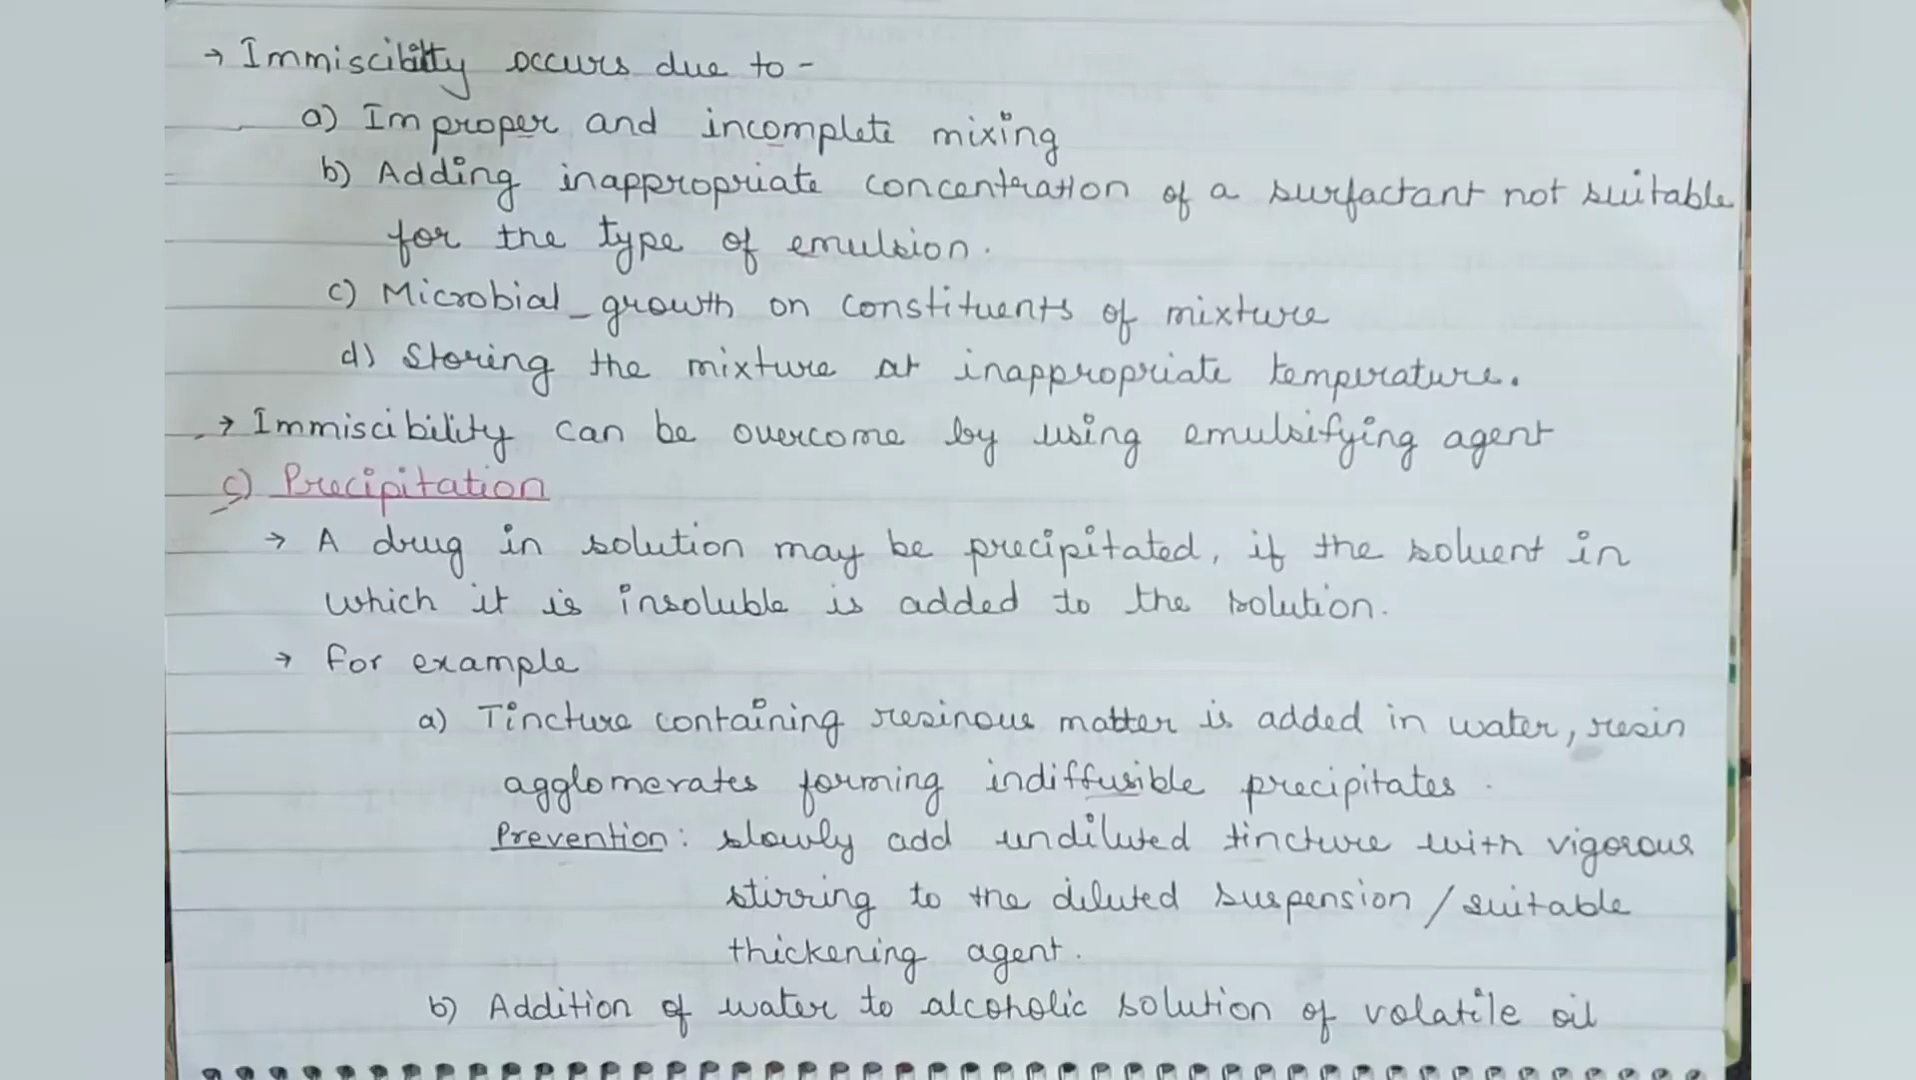 → Immiscibilty occurs due to -
a) Improper and incomplete mixing
b) Adding inappropriate concentration of a surfactant not suitable
for the type of emulsion.
c) Microbial growth on constituents of mixture
d) Storing the mixture at inappropriate temperature.
→ Immiscibility can be overcome by using emulsifying agent
c) Precipitation
→ A drug in solution may be precipitated, if the solvent in
which it is insoluble is added to the solution.
→ for example
a) Tincture containing resinous matter is added in water, resin
agglomerates forming indiffusible precipitates.
Prevention: slowly add undiluted tincture with vigorous
stirring to the diluted suspension / suitable
thickening agent.
b) Addition of water to alcoholic solution of volatile oil